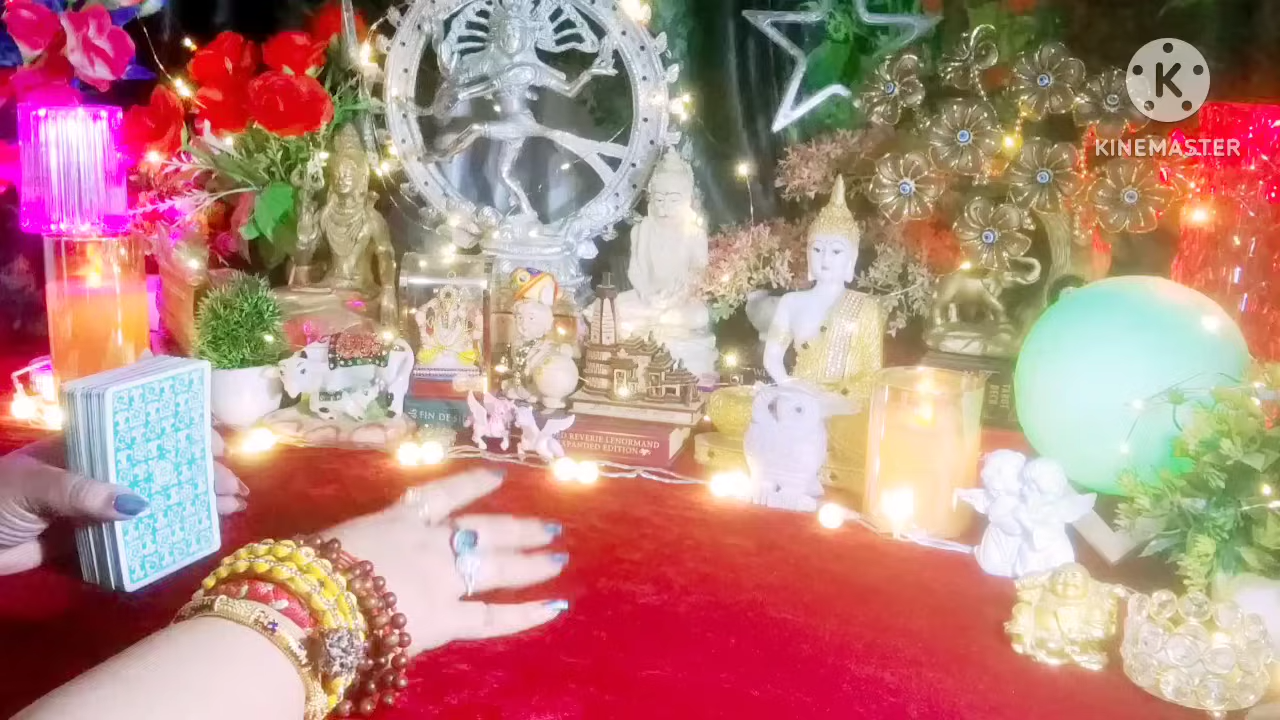 K
KINEMASTER
FIN DE
D REVERIE LENORMAND
EXPANDED EDITION